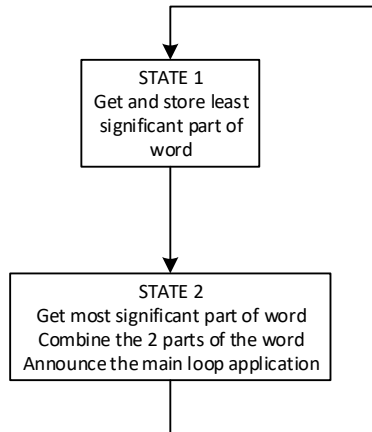 STATE 1
Get and store least
significant part of
word
STATE 2
Get most significant part of word
Combine the 2 parts of the word
Announce the main loop application